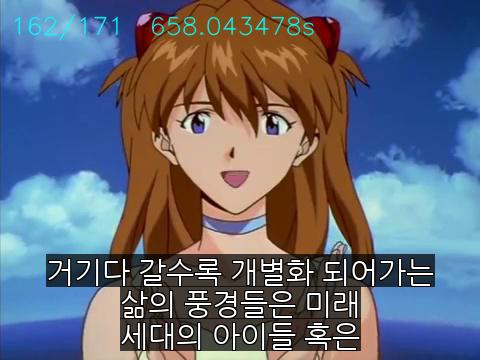 162/171 658.043478s
거기다 갈수록 개별화 되어가는
삶의 풍경들은 미래
세대의 아이들 혹은